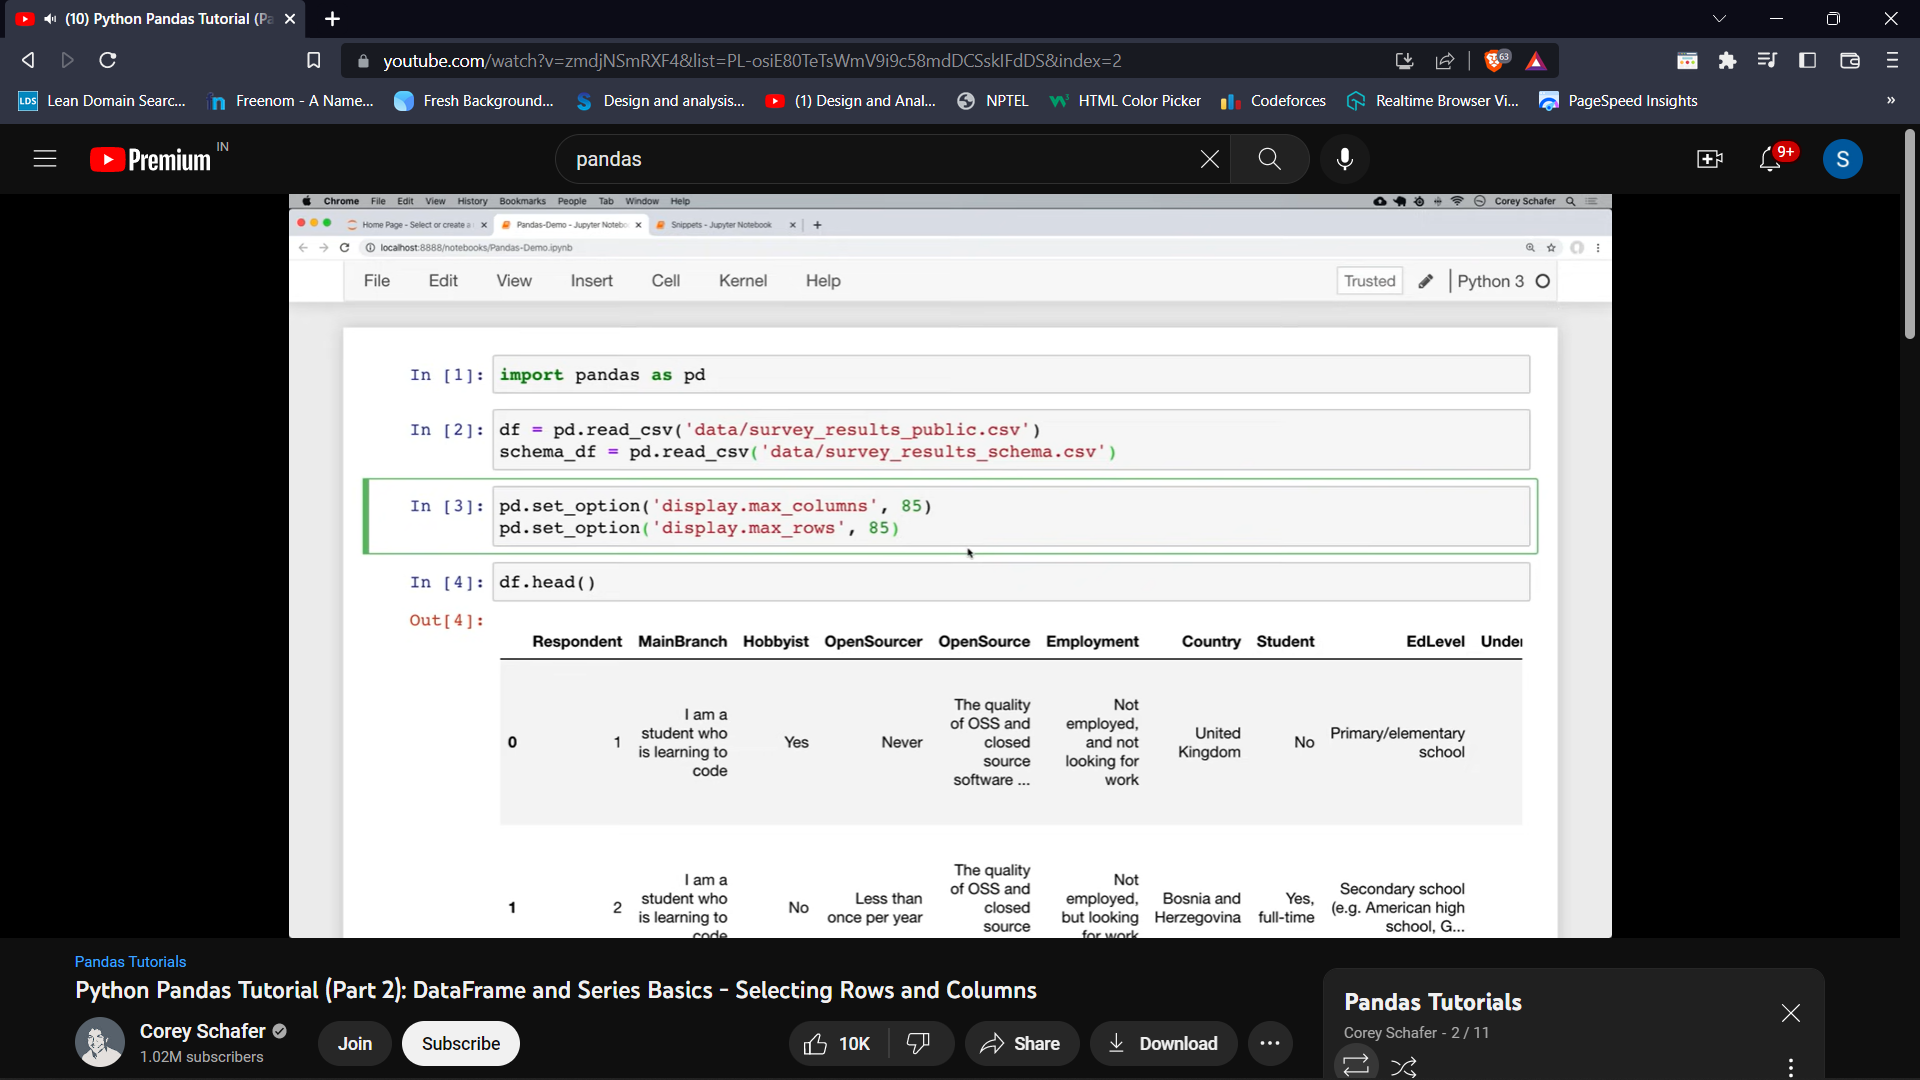 (10) Python Pandas Tutorial (Pa
youtube.com/watch?v=zmdjNSmRXF4&list=PL-osiE80TeTsWmV9i9c58mdDCSskIFdDS&index=2
63
LDS Lean Domain Searc...
Freenom - A Name...
Fresh Background...
Design and analysis...
(1) Design and Anal...
NPTEL
HTML Color Picker
Codeforces
Realtime Browser Vi...
PageSpeed Insights
»
Premium IN
pandas
9+
S
Chrome File Edit View History Bookmarks People Tab Window Help
Corey Schafer
Home Page - Select or create a
Pandas-Demo - Jupyter Notebo
Snippets - Jupyter Notebook
localhost:8888/notebooks/Pandas-Demo.ipynb
File Edit View Insert Cell Kernel Help
Trusted
Python 3
In [1]: import pandas as pd
In [2]: df = pd.read_csv('data/survey_results_public.csv')
schema_df = pd.read_csv('data/survey_results_schema.csv')
In [3]: pd.set_option('display.max_columns', 85)
pd.set_option('display.max_rows', 85)
In [4]: df.head()
Out[4]:
Respondent MainBranch Hobbyist OpenSourcer OpenSource Employment Country Student EdLevel Under
0 1 I am a student who is learning to code Yes Never The quality of OSS and closed source software ... Not employed, and not looking for work United Kingdom No Primary/elementary school
1 2 I am a student who is learning to code No Less than once per year The quality of OSS and closed source Not employed, but looking for work Bosnia and Herzegovina Yes, full-time Secondary school (e.g. American high school, G...
Pandas Tutorials
Python Pandas Tutorial (Part 2): DataFrame and Series Basics - Selecting Rows and Columns
Corey Schafer
1.02M subscribers
Join
Subscribe
10K
Share
Download
Pandas Tutorials
Corey Schafer - 2 / 11